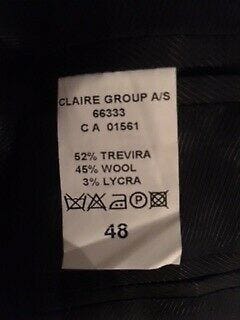 CLAIRE GROUP A/S
66333
C A 01561
52% TREVIRA
45% WOOL
3% LYCRA
P
48